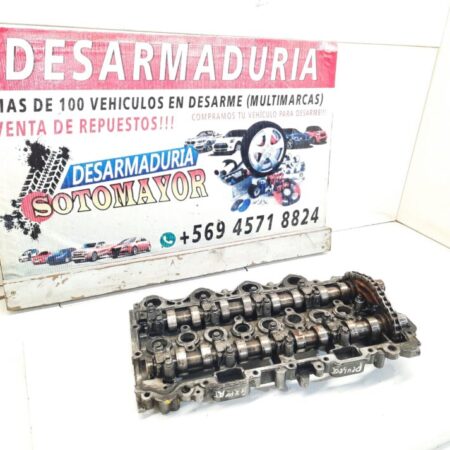 DESARMADURIA
MAS DE 100 VEHICULOS EN DESARME (MULTIMARCAS)
VENTA DE REPUESTOS!!!
COMPRAMOS TU VEHÍCULO PARA DESARME!!!
DESARMADURIA
SOTOMAYOR
+569 4571 8824